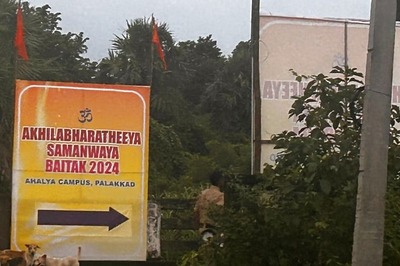 ॐ
AKHILABHARATHEEYA
SAMANWAYA
BAITAK 2024
AHALYA CAMPUS, PALAKKAD